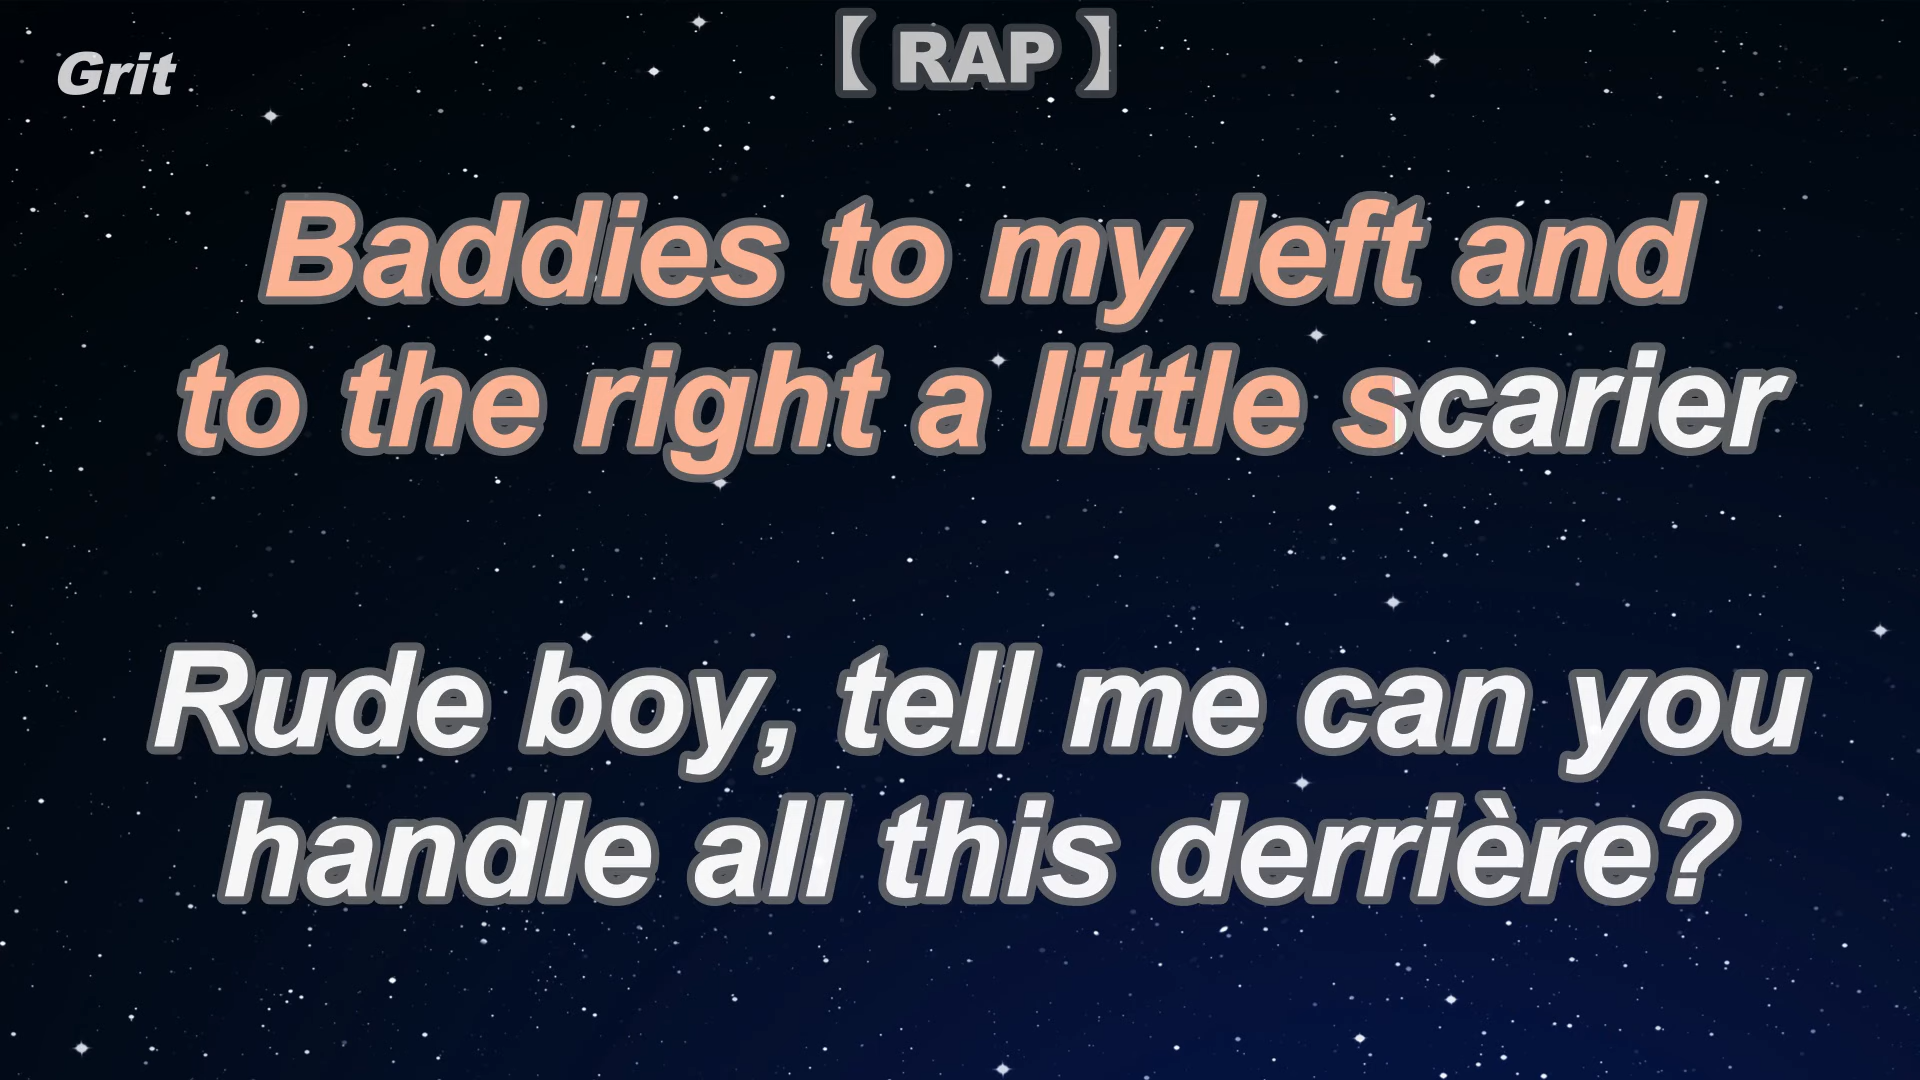 Grit
【 RAP 】
Baddies to my left and
to the right a little scarier
Rude boy, tell me can you
handle all this derrière?